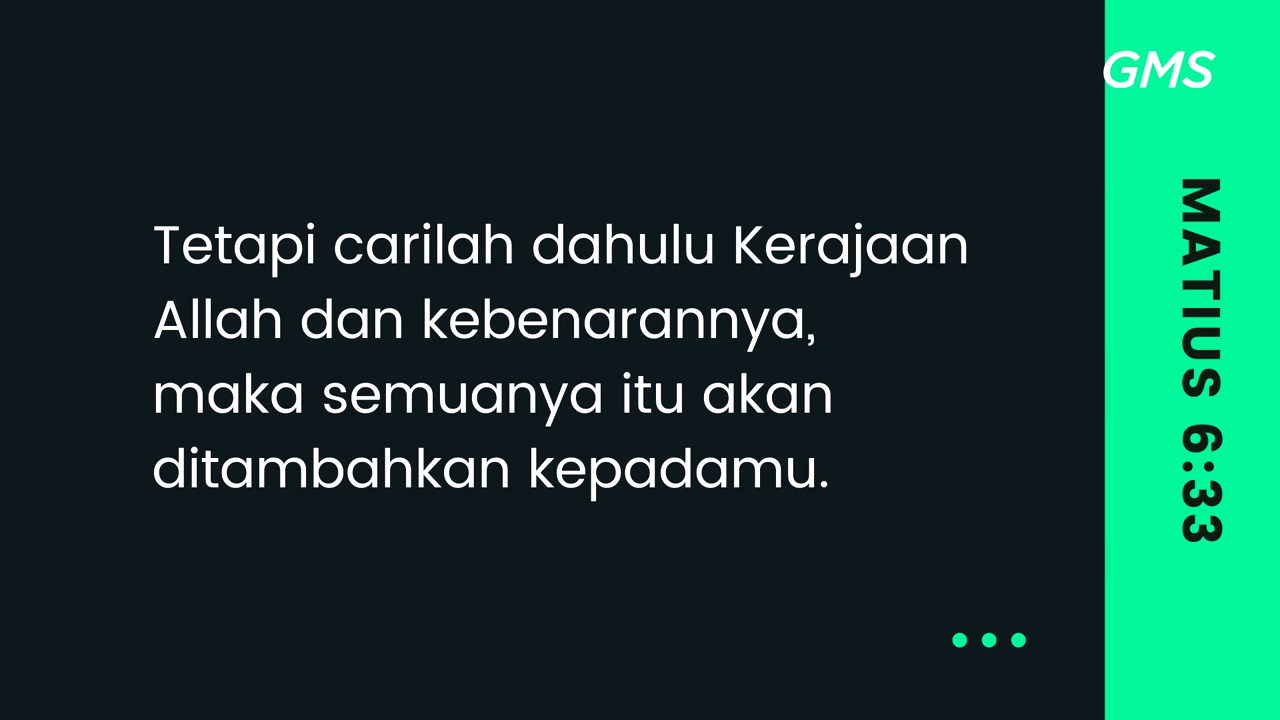 GMS
Tetapi carilah dahulu Kerajaan
Allah dan kebenarannya,
maka semuanya itu akan
ditambahkan kepadamu.
MATIUS 6:33